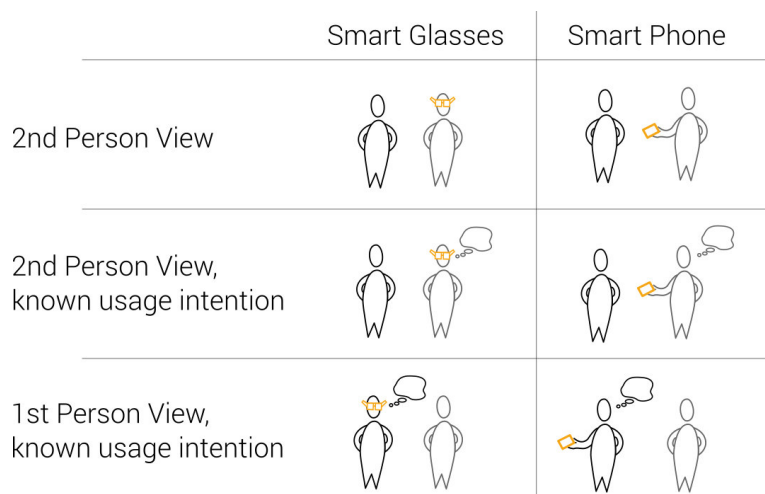 Smart Glasses
Smart Phone
2nd Person View
2nd Person View,
known usage intention
1st Person View,
known usage intention